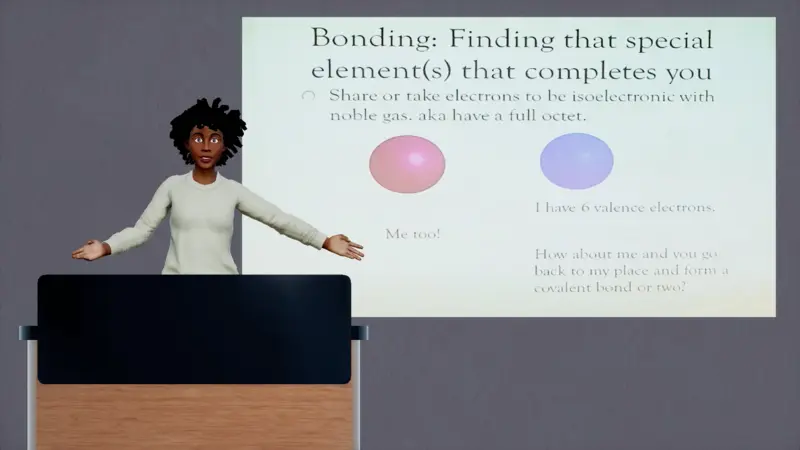 Bonding: Finding that special
element(s) that completes you
Share or take electrons to be isoelectronic with
noble gas. aka have a full octet.
I have 6 valence electrons.
Me too!
How about me and you go
back to my place and form a
covalent bond or two?